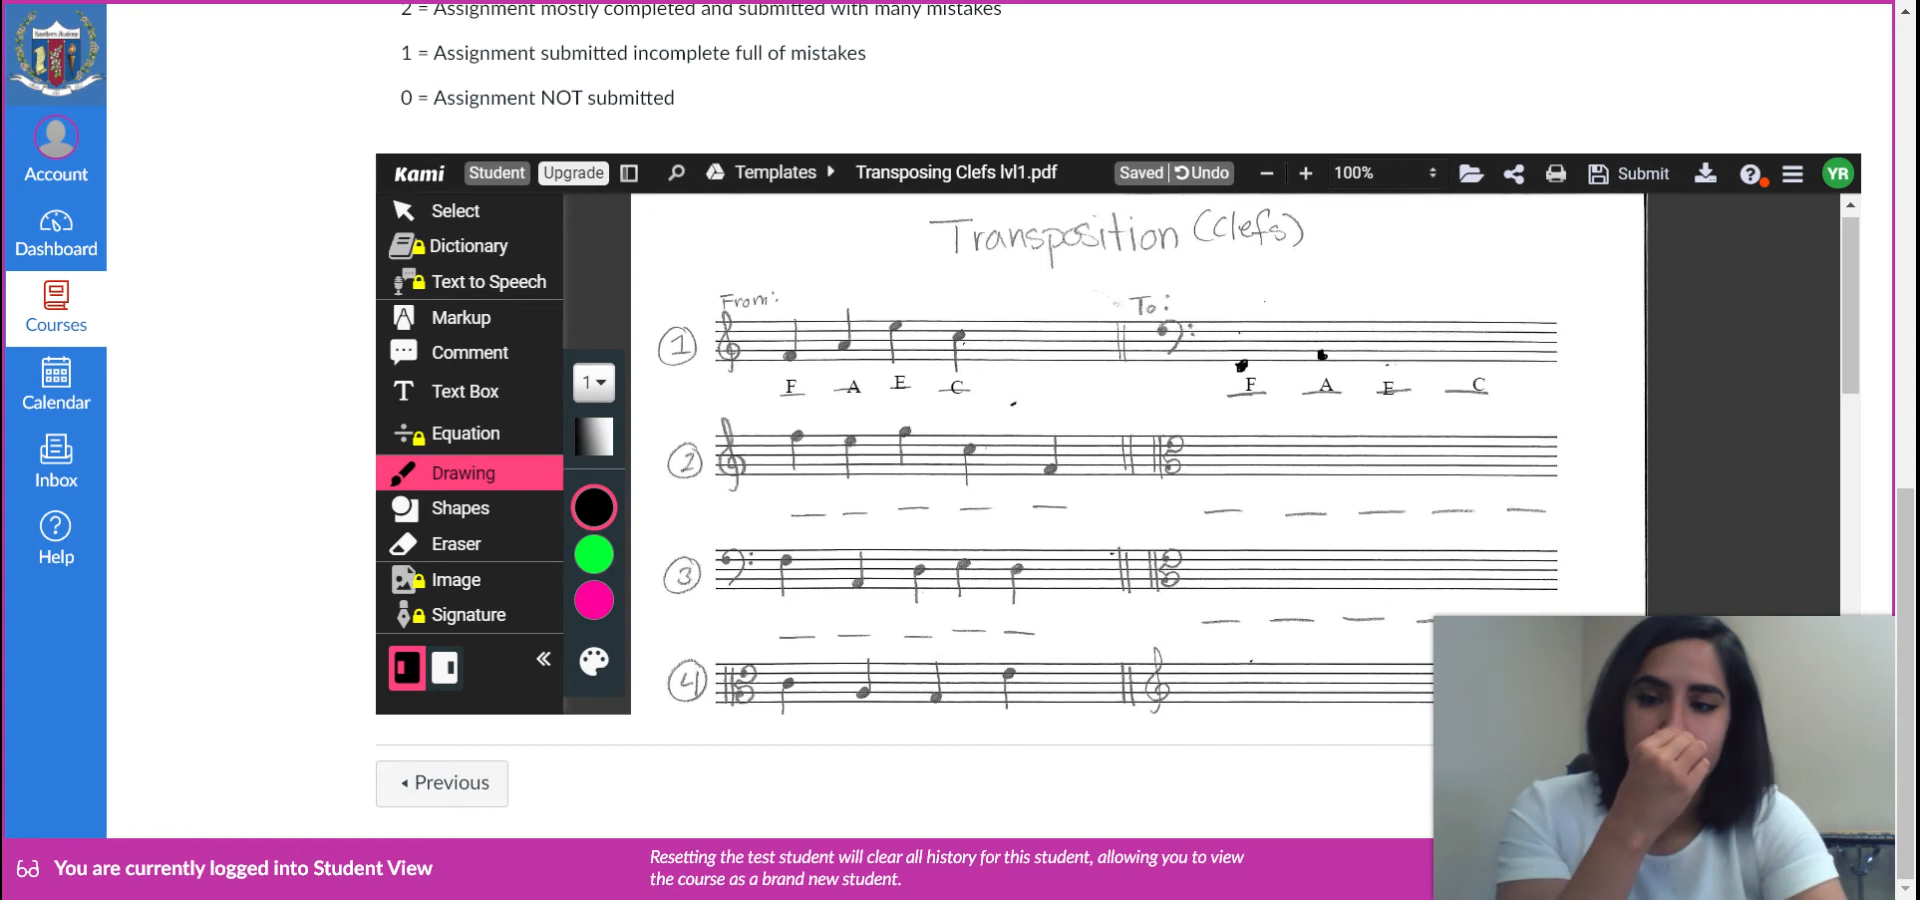 2 = Assignment mostly completed and submitted with many mistakes
1 = Assignment submitted incomplete full of mistakes
0 = Assignment NOT submitted
Account
Dashboard
Courses
Calendar
Inbox
Help
Kami Student Upgrade Templates Transposing Clefs lvl1.pdf Saved Undo 100% Submit YR
Select
Dictionary
Text to Speech
Markup
Comment
Text Box
Equation
Drawing
Shapes
Eraser
Image
Signature
1
Transposition (Clefs)
From: To:
1
F A E C F A E C
2
3
4
Previous
You are currently logged into Student View
Resetting the test student will clear all history for this student, allowing you to view
the course as a brand new student.